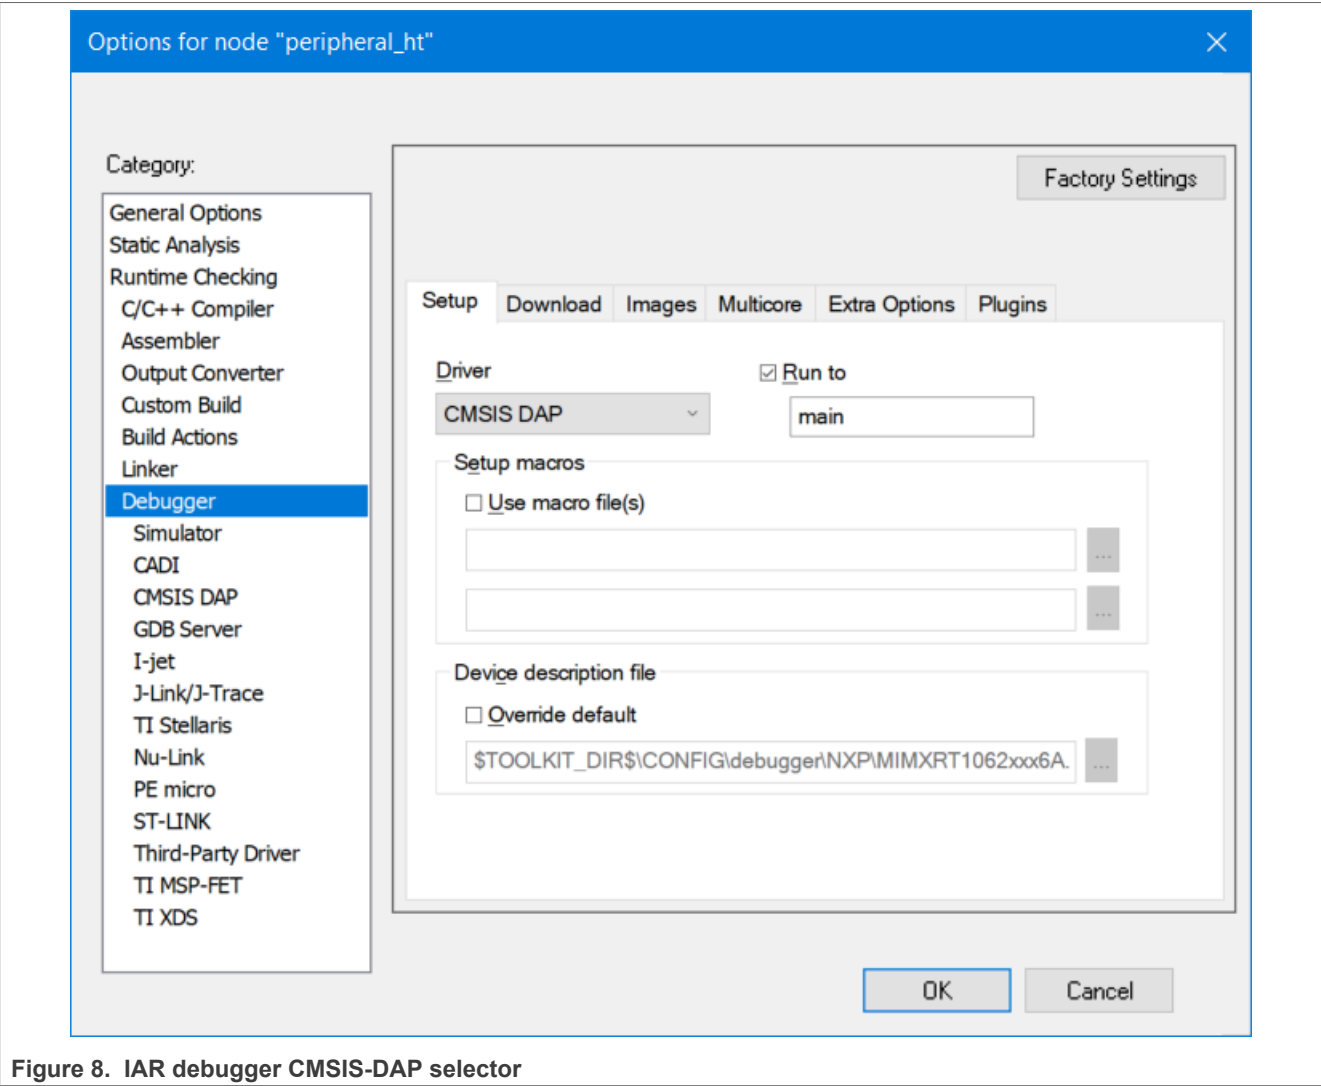 Options for node "peripheral_ht"
Category:
General Options
Static Analysis
Runtime Checking
C/C++ Compiler
Assembler
Output Converter
Custom Build
Build Actions
Linker
Debugger
Simulator
CADI
CMSIS DAP
GDB Server
I-jet
J-Link/J-Trace
TI Stellaris
Nu-Link
PE micro
ST-LINK
Third-Party Driver
TI MSP-FET
TI XDS
Factory Settings
Setup Download Images Multicore Extra Options Plugins
Driver Run to
CMSIS DAP main
Setup macros
Use macro file(s)
...
...
Device description file
Override default
$TOOLKIT_DIR$\CONFIG\debugger\NXP\MIMXRT1062xxx6A. ...
OK Cancel
Figure 8. IAR debugger CMSIS-DAP selector